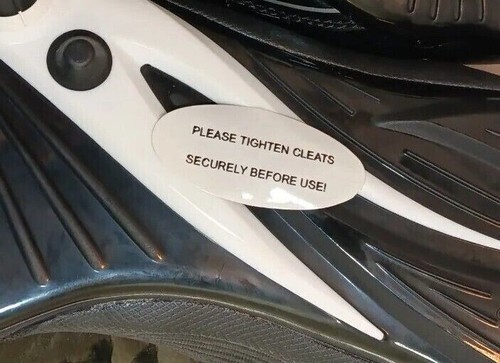 PLEASE TIGHTEN CLEATS
SECURELY BEFORE USE!